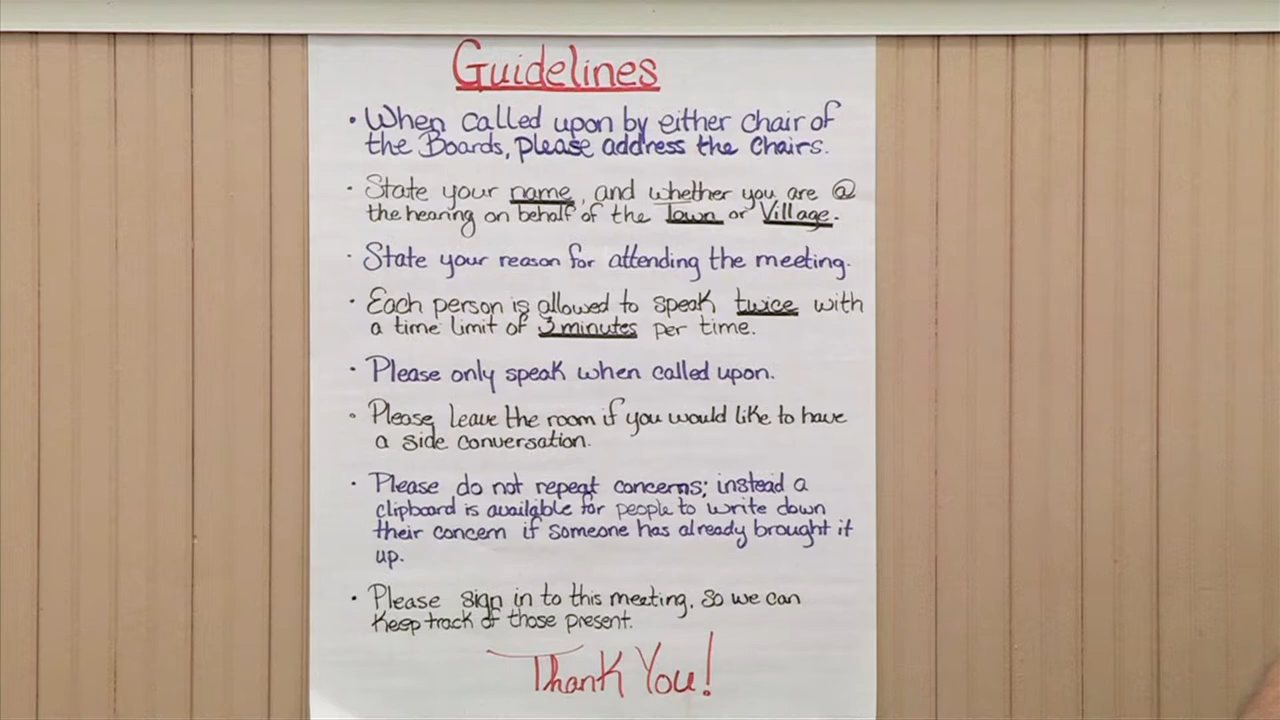 Guidelines
• When called upon by either chair of
the Boards, please address the Chairs.
• State your name, and whether you are @
the hearing on behalf of the Town or Village.
• State your reason for attending the meeting.
• Each person is allowed to speak twice with
a time limit of 3 minutes per time.
• Please only speak when called upon.
• Please leave the room if you would like to have
a side conversation.
• Please do not repeat concerns; instead a
clipboard is available for people to write down
their concern if someone has already brought it
up.
• Please sign in to this meeting, so we can
keep track of those present.
Thank You!